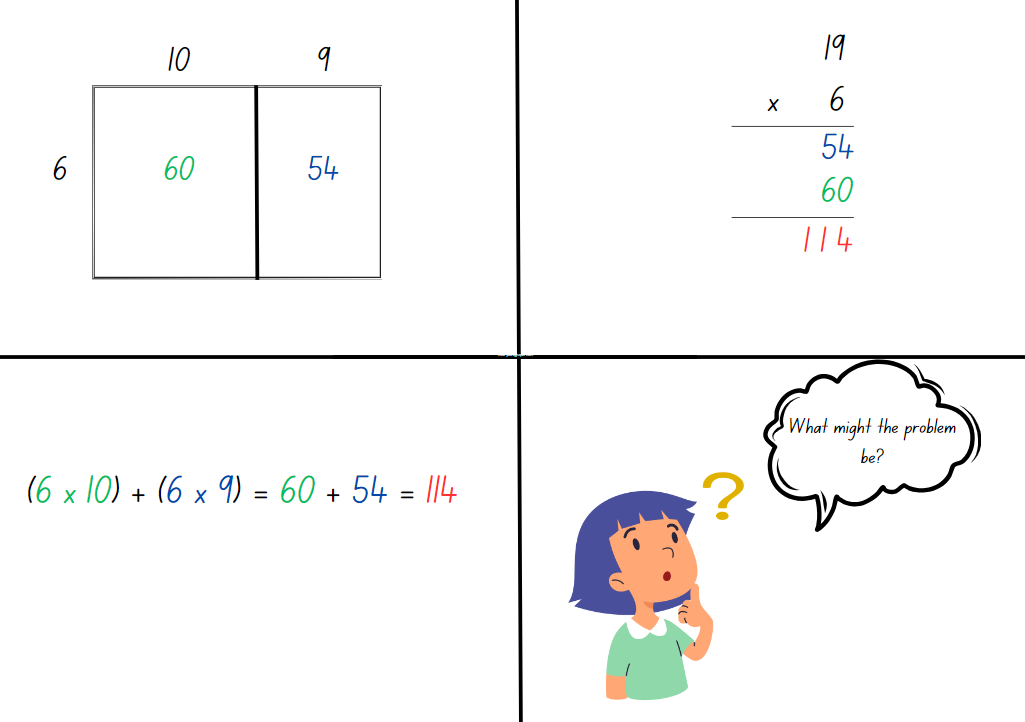 10 9
6 60 54
19
x 6
54
60
114
(6 x 10) + (6 x 9) = 60 + 54 = 114
What might the problem
be?
?